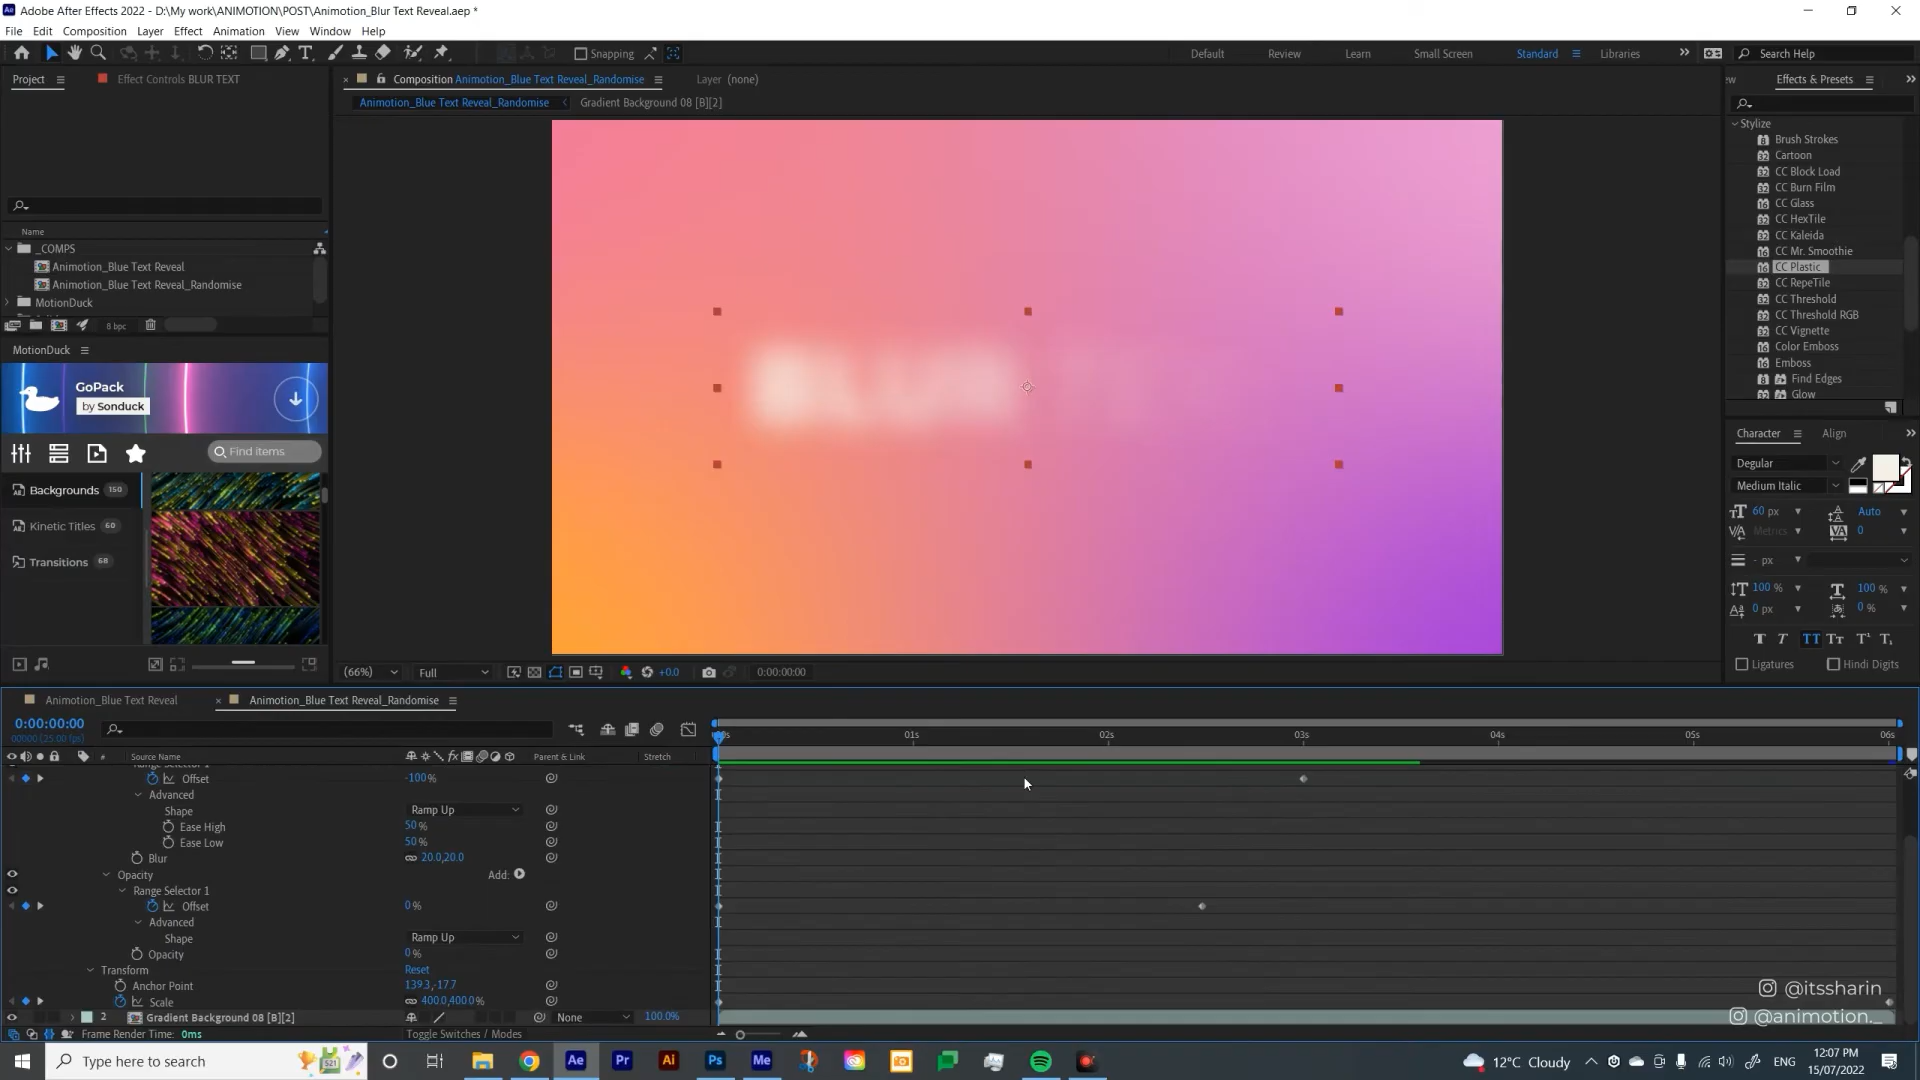 Adobe After Effects 2022 - D:\My work\ANIMOTION\POST\Animotion_Blur Text Reveal.aep *
File Edit Composition Layer Effect Animation View Window Help
Snapping
Default Review Learn Small Screen Standard Libraries Search Help
Project Effect Controls BLUR TEXT
Composition Animotion_Blue Text Reveal_Randomise Layer (none)
Effects & Presets
Animotion_Blue Text Reveal_Randomise Gradient Background 08 [B][2]
Stylize
Brush Strokes
Cartoon
CC Block Load
CC Burn Film
CC Glass
CC HexTile
CC Kaleida
CC Mr. Smoothie
CC Plastic
CC RepeTile
CC Threshold
CC Threshold RGB
CC Vignette
Color Emboss
Emboss
Find Edges
Glow
Name
_COMPS
Animotion_Blue Text Reveal
Animotion_Blue Text Reveal_Randomise
MotionDuck
8 bpc
MotionDuck
GoPack
by Sonduck
Find items
Backgrounds 150
Kinetic Titles 60
Transitions 68
(66%) Full +0.0 0:00:00:00
Character Align
Degular
Medium Italic
60 px Auto
Metrics 0
- px
100 % 100 %
0 px 0 %
Ligatures Hindi Digits
Animotion_Blue Text Reveal Animotion_Blue Text Reveal_Randomise
0:00:00:00
00000 (25.00 fps)
01s 02s 03s 04s 05s 06s
# Source Name Parent & Link Stretch
Range Selector 1
Offset -100%
Advanced
Shape Ramp Up
Ease High 50%
Ease Low 50%
Blur 20.0,20.0
Opacity Add:
Range Selector 1
Offset 0%
Advanced
Shape Ramp Up
Opacity 0%
Transform Reset
Anchor Point 139.3,-17.7
Scale 400.0,400.0%
2 Gradient Background 08 [B][2] None 100.0%
Frame Render Time: 0ms Toggle Switches / Modes
@itssharin
@animotion._
Type here to search
Ae Pr Ai Ps Me
12°C Cloudy ENG
12:07 PM
15/07/2022